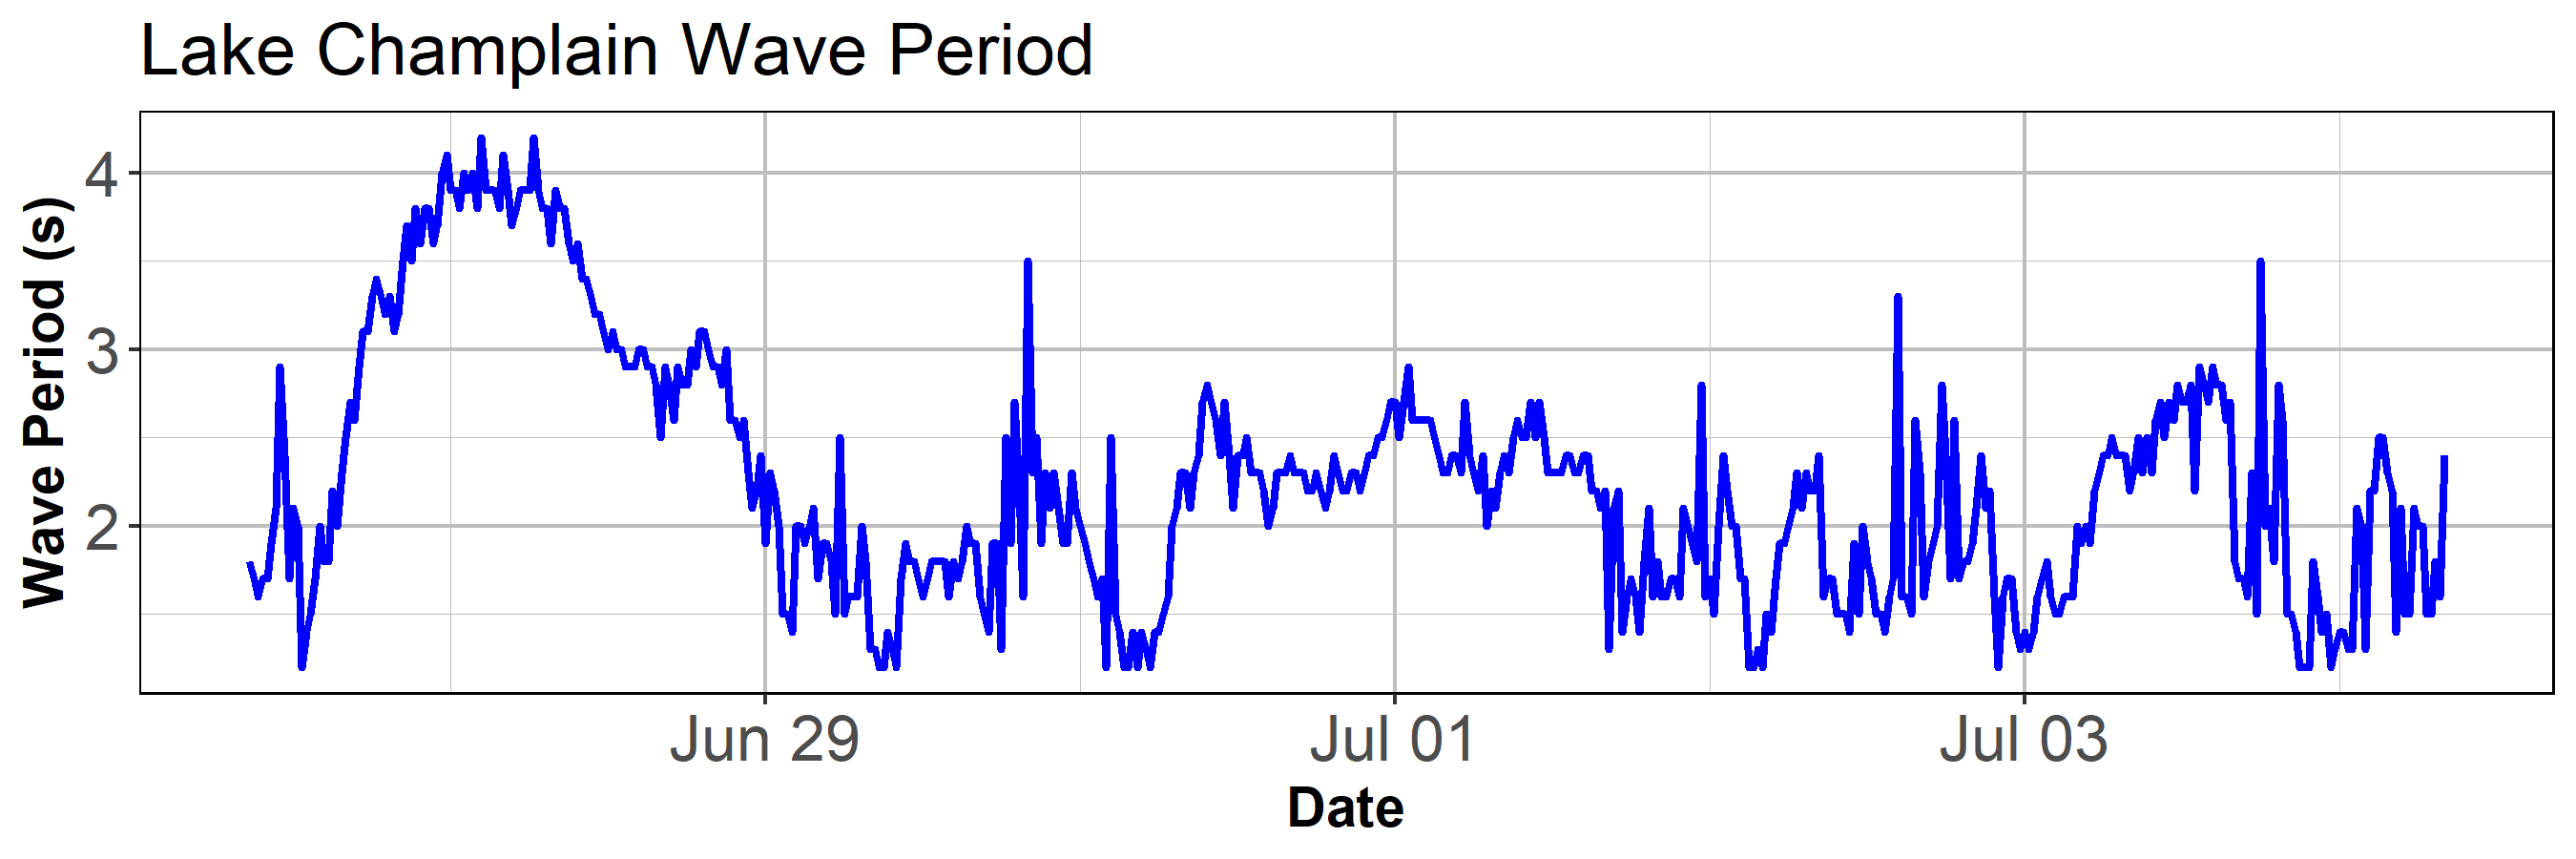 Lake Champlain Wave Period
Wave Period (s)
4
3
2
Jun 29
Jul 01
Jul 03
Date